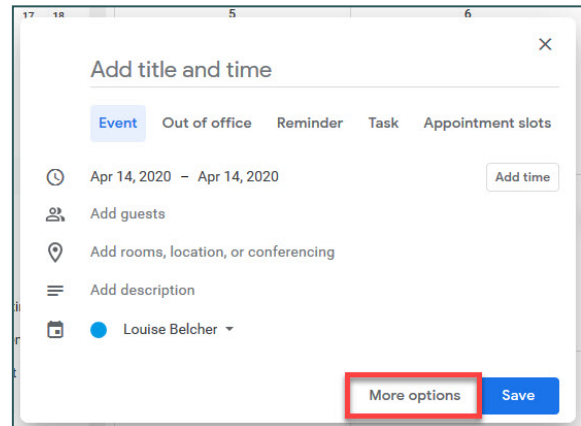 17 18 5 6
Add title and time
Event Out of office Reminder Task Appointment slots
Apr 14, 2020 – Apr 14, 2020 Add time
Add guests
Add rooms, location, or conferencing
Add description
Louise Belcher
More options Save